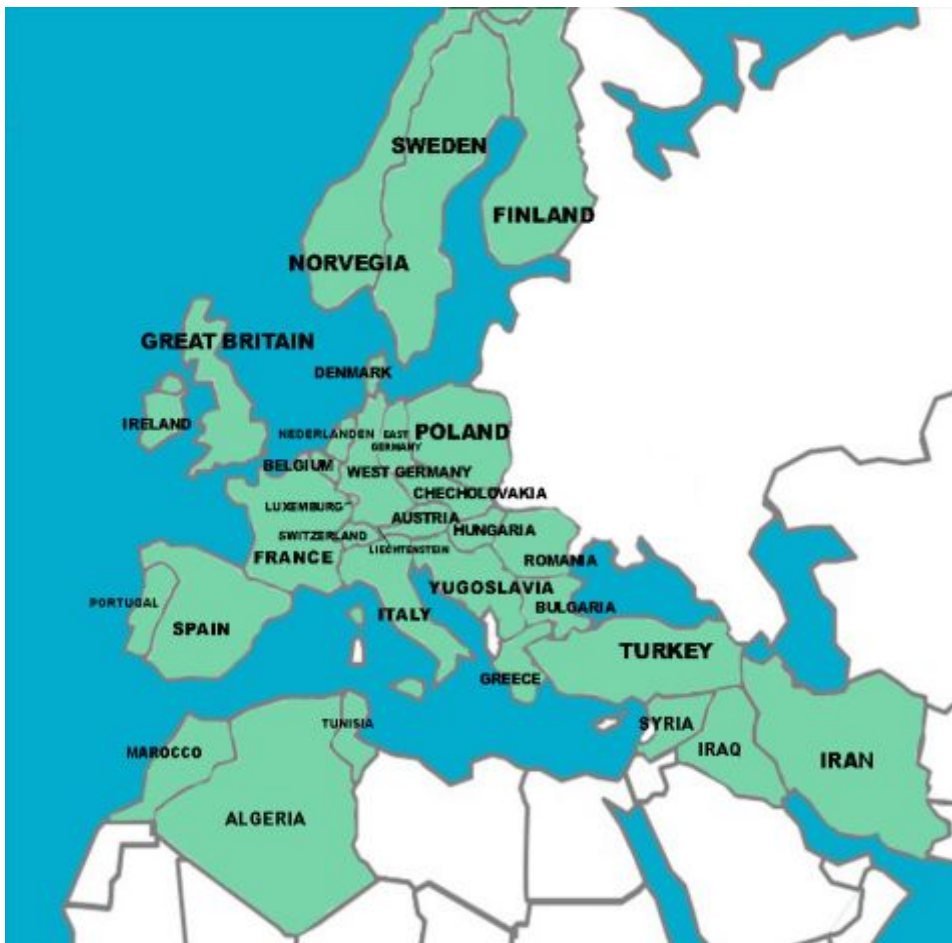 SWEDEN
FINLAND
NORVEGIA
GREAT BRITAIN
DENMARK
IRELAND
NEDERLANDEN
EAST
GERMANY
POLAND
BELGIUM
WEST GERMANY
CHECHOLOVAKIA
LUXEMBURG
AUSTRIA
HUNGARIA
SWITZERLAND
LIECHTENSTEIN
FRANCE
ROMANIA
YUGOSLAVIA
PORTUGAL
BULGARIA
ITALY
SPAIN
TURKEY
GREECE
TUNISIA
SYRIA
MAROCCO
IRAQ
IRAN
ALGERIA